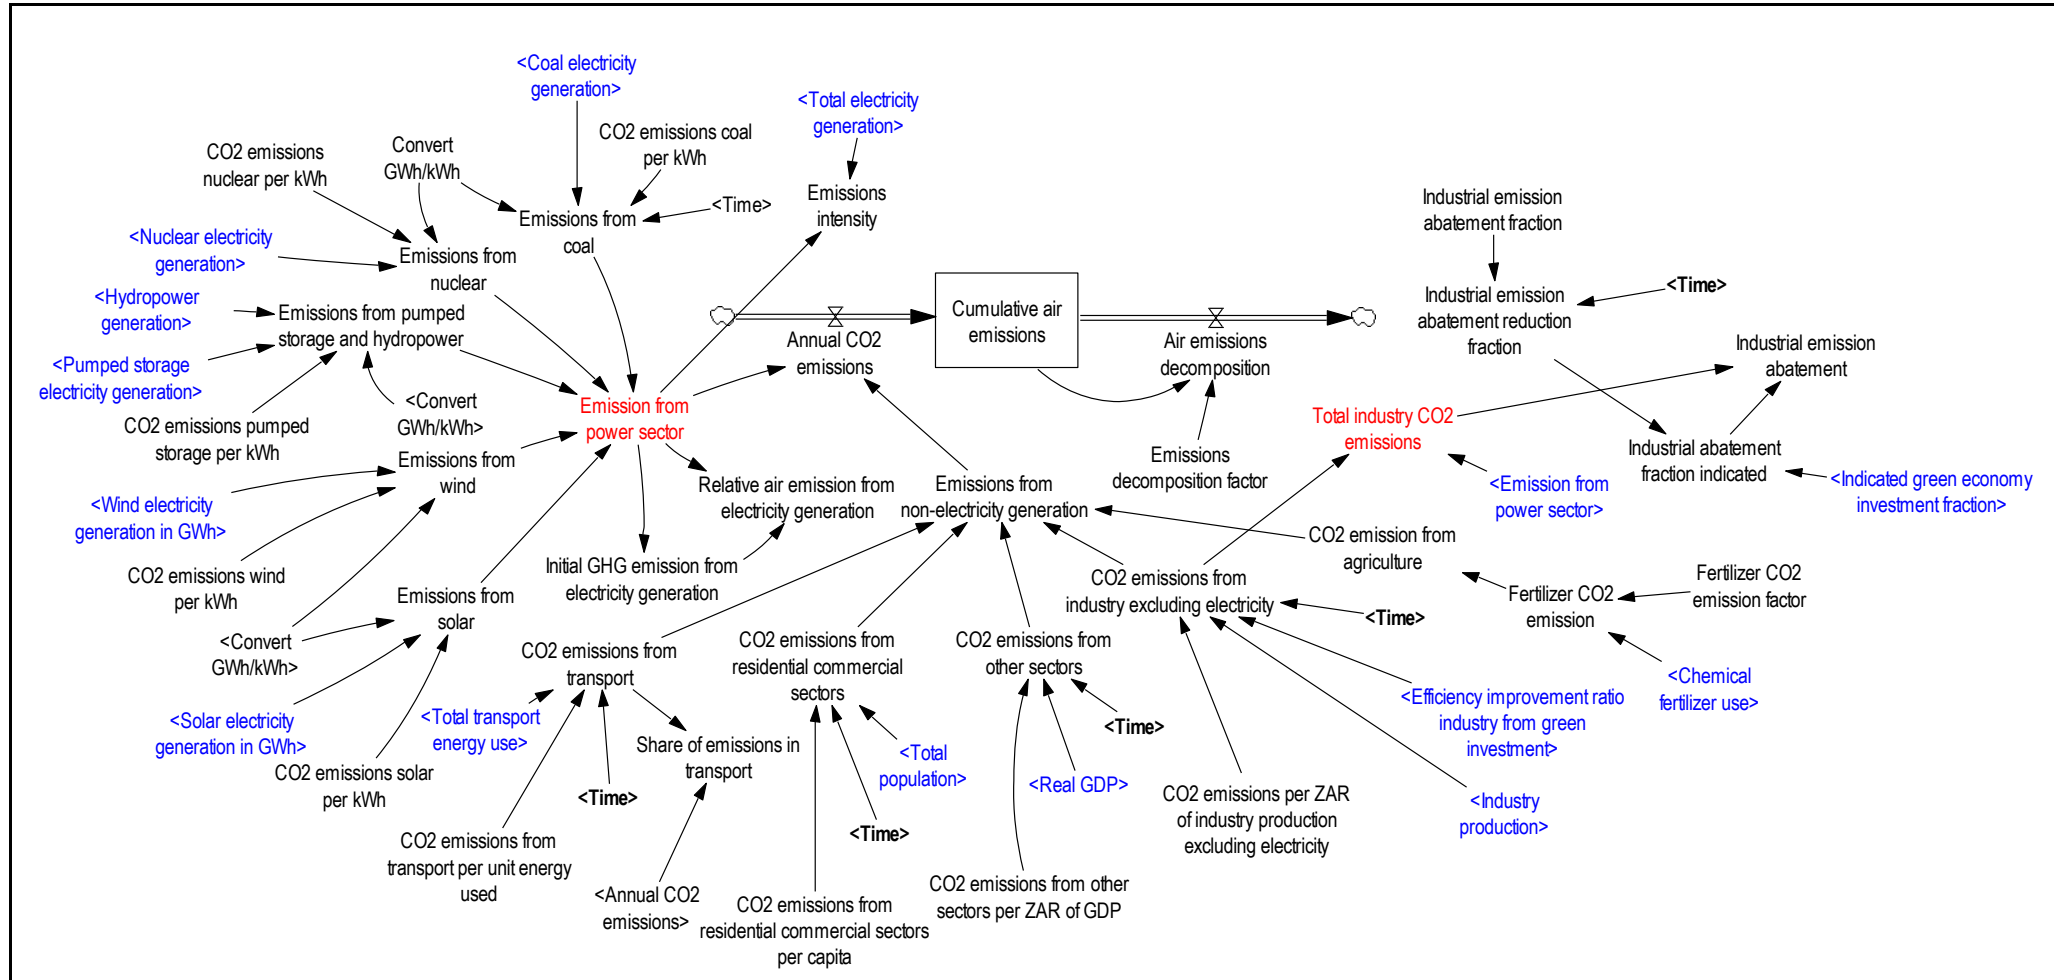 <Coal electricity
generation>
<Total electricity
generation>
CO2 emissions
nuclear per kWh
Convert
GWh/kWh
CO2 emissions coal
per kWh
<Time>
Emissions
intensity
Industrial emission
abatement fraction
Emissions from
coal
<Nuclear electricity
generation>
Emissions from
nuclear
<Hydropower
generation>
Emissions from pumped
storage and hydropower
<Pumped storage
electricity generation>
CO2 emissions pumped
storage per kWh
<Convert
GWh/kWh>
Annual CO2
emissions
Cumulative air
emissions
Air emissions
decomposition
Industrial emission
abatement reduction
fraction
<Time>
Industrial emission
abatement
Emission from
power sector
Total industry CO2
emissions
Emissions from
wind
<Wind electricity
generation in GWh>
Relative air emission from
electricity generation
Emissions from
non-electricity generation
Emissions
decomposition factor
<Emission from
power sector>
Industrial abatement
fraction indicated
<Indicated green economy
investment fraction>
CO2 emission from
agriculture
CO2 emissions wind
per kWh
Emissions from
solar
Initial GHG emission from
electricity generation
CO2 emissions from
industry excluding electricity
<Time>
Fertilizer CO2
emission
Fertilizer CO2
emission factor
<Convert
GWh/kWh>
CO2 emissions from
transport
CO2 emissions from
residential commercial
sectors
CO2 emissions from
other sectors
<Chemical
fertilizer use>
<Solar electricity
generation in GWh>
<Total transport
energy use>
Share of emissions in
transport
<Time>
<Efficiency improvement ratio
industry from green
investment>
CO2 emissions solar
per kWh
<Time>
<Total
population>
<Real GDP>
CO2 emissions per ZAR
of industry production
excluding electricity
<Industry
production>
CO2 emissions from
transport per unit energy
used
<Time>
<Annual CO2
emissions>
CO2 emissions from
residential commercial sectors
per capita
CO2 emissions from other
sectors per ZAR of GDP